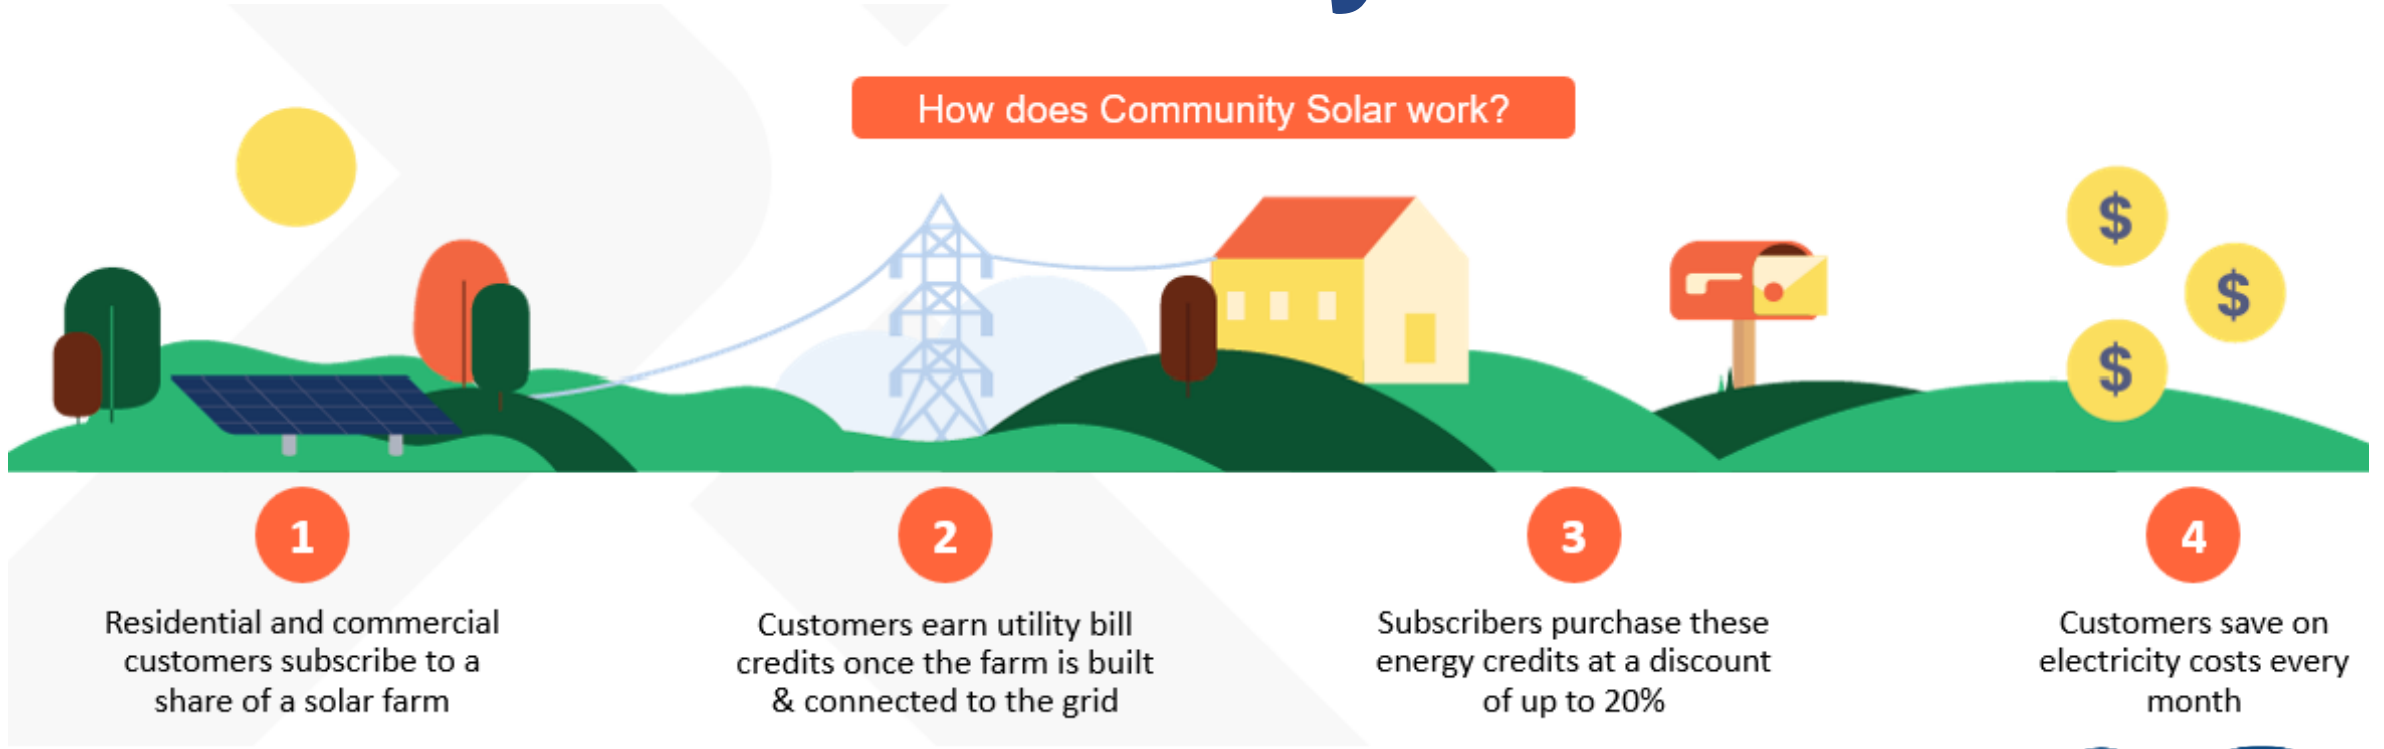 How does Community Solar work?
$
$
$
1
Residential and commercial
customers subscribe to a
share of a solar farm
2
Customers earn utility bill
credits once the farm is built
& connected to the grid
3
Subscribers purchase these
energy credits at a discount
of up to 20%
4
Customers save on
electricity costs every
month